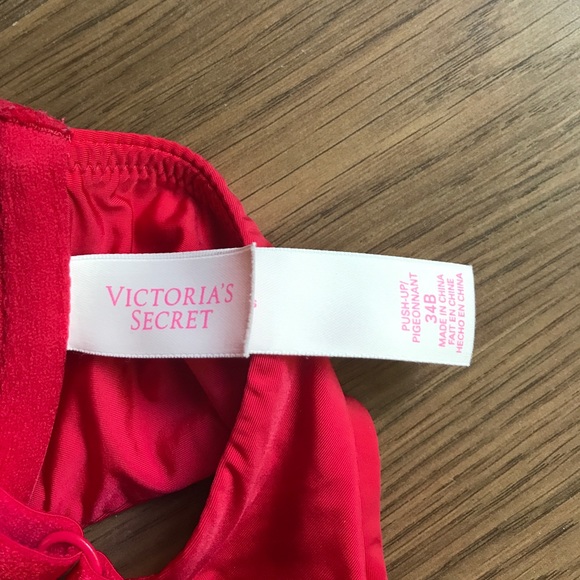 VICTORIA'S
SECRET
PUSH-UP/
PIGEONNANT
34B
MADE IN CHINA
FAIT EN CHINE
HECHO EN CHINA